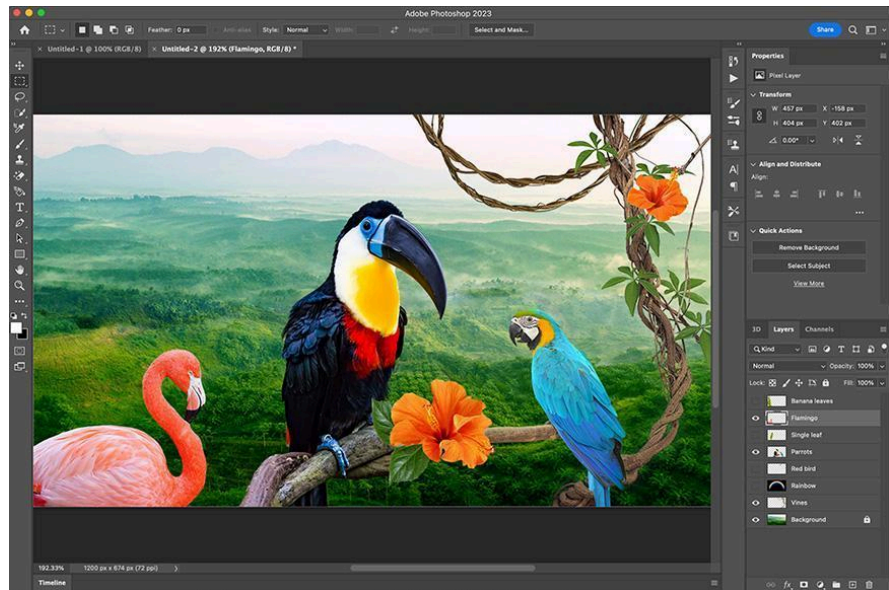 Adobe Photoshop 2023
Feather: 0 px Anti-alias Style: Normal Width: Height: Select and Mask... Share
× Untitled-1 @ 100% (RGB/8) × Untitled-2 @ 192% (Flamingo, RGB/8) *
Properties
Pixel Layer
Transform
W 457 px X -158 px
H 404 px Y 402 px
0.00°
Align and Distribute
Align:
Quick Actions
Remove Background
Select Subject
View More
3D Layers Channels
Kind
Normal Opacity: 100%
Lock: Fill: 100%
Banana leaves
Flamingo
Single leaf
Parrots
Red bird
Rainbow
Vines
Background
192.33% 1200 px x 674 px (72 ppi)
Timeline